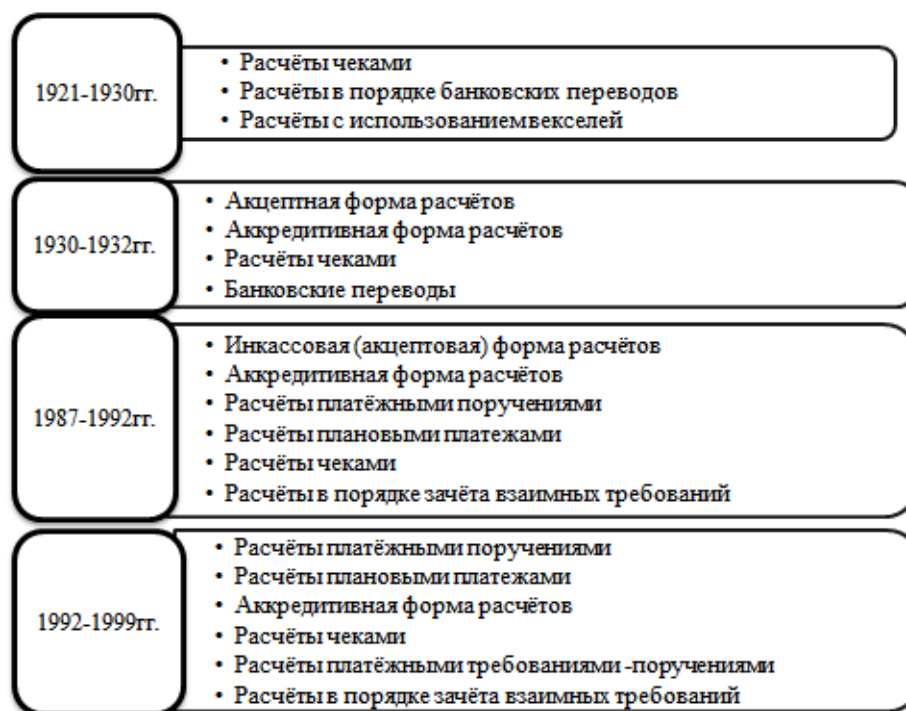 1921-1930гг.
• Расчёты чеками
• Расчёты в порядке банковских переводов
• Расчёты с использованием векселей
1930-1932гг.
• Акцептная форма расчётов
• Аккредитивная форма расчётов
• Расчёты чеками
• Банковские переводы
1987-1992гг.
• Инкассовая (акцептовая) форма расчётов
• Аккредитивная форма расчётов
• Расчёты платёжными поручениями
• Расчёты плановыми платежами
• Расчёты чеками
• Расчёты в порядке зачёта взаимных требований
1992-1999гг.
• Расчёты платёжными поручениями
• Расчёты плановыми платежами
• Аккредитивная форма расчётов
• Расчёты чеками
• Расчёты платёжными требованиями -поручениями
• Расчёты в порядке зачёта взаимных требований